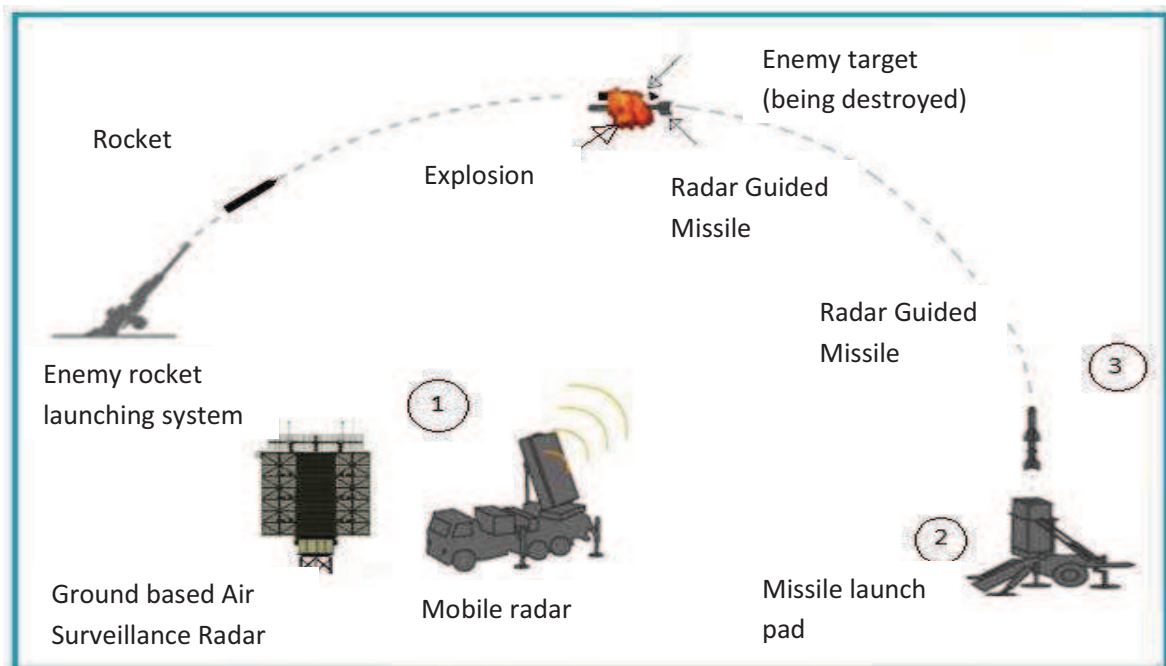 Enemy target
(being destroyed)
Rocket
Explosion
Radar Guided
Missile
Radar Guided
Missile
3
Enemy rocket
launching system
1
2
Ground based Air
Surveillance Radar
Mobile radar
Missile launch
pad